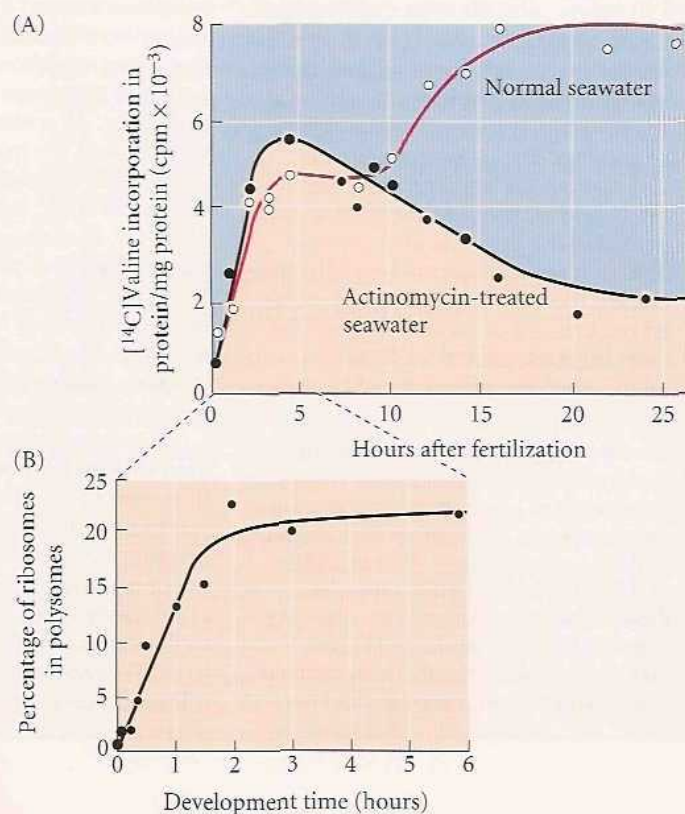 (A)
[¹⁴C]Valine incorporation in
protein/mg protein (cpm × 10⁻³)
8
6
4
2
0
Normal seawater
Actinomycin-treated
seawater
0
5
10
15
20
25
Hours after fertilization
(B)
Percentage of ribosomes
in polysomes
25
20
15
10
5
0
0
1
2
3
4
5
6
Development time (hours)